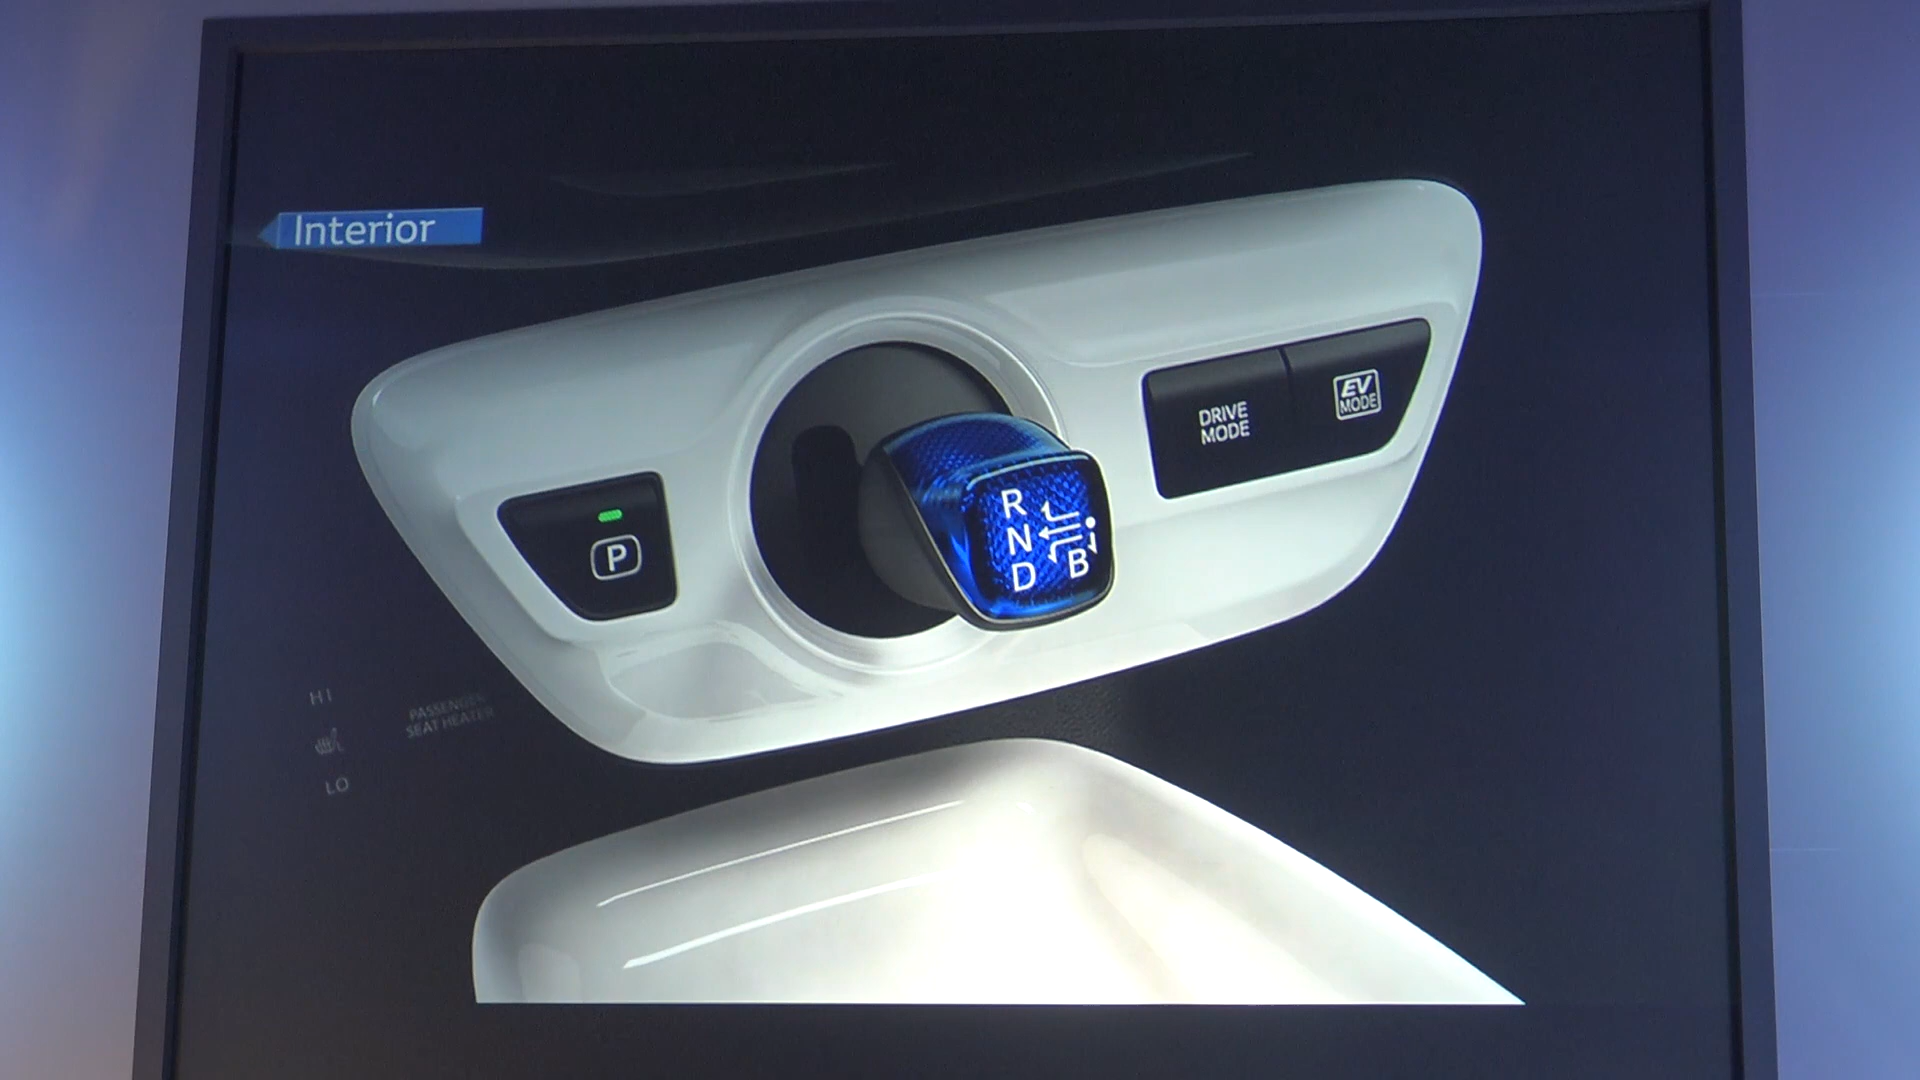 Interior
DRIVE
MODE
EV
MODE
P
R
N
D
B
HI
PASSENGER
SEAT HEATER
LO